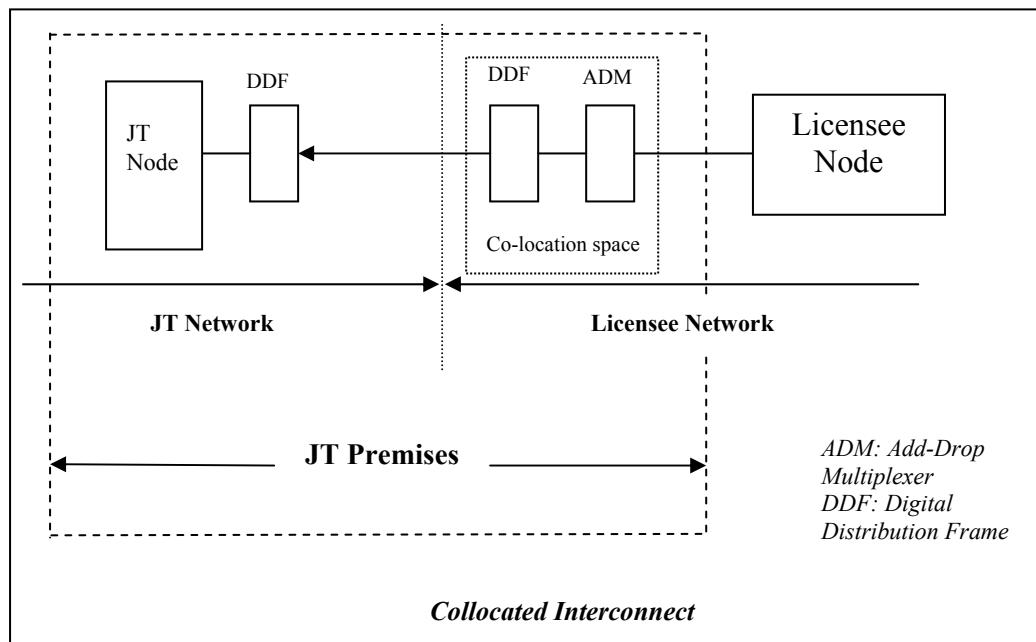 DDF
DDF
ADM
JT
Node
Licensee
Node
Co-location space
JT Network
Licensee Network
JT Premises
ADM: Add-Drop
Multiplexer
DDF: Digital
Distribution Frame
Collocated Interconnect